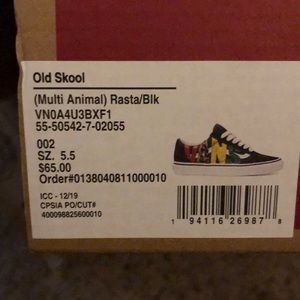 Old Skool
(Multi Animal) Rasta/Blk
VN0A4U3BXF1
55-50542-7-02055
002
SZ. 5.5
$65.00
Order#0138040811000010
ICC - 12/19
CPSIA PO/CUT#
400098825600010
1 94116 26987 8